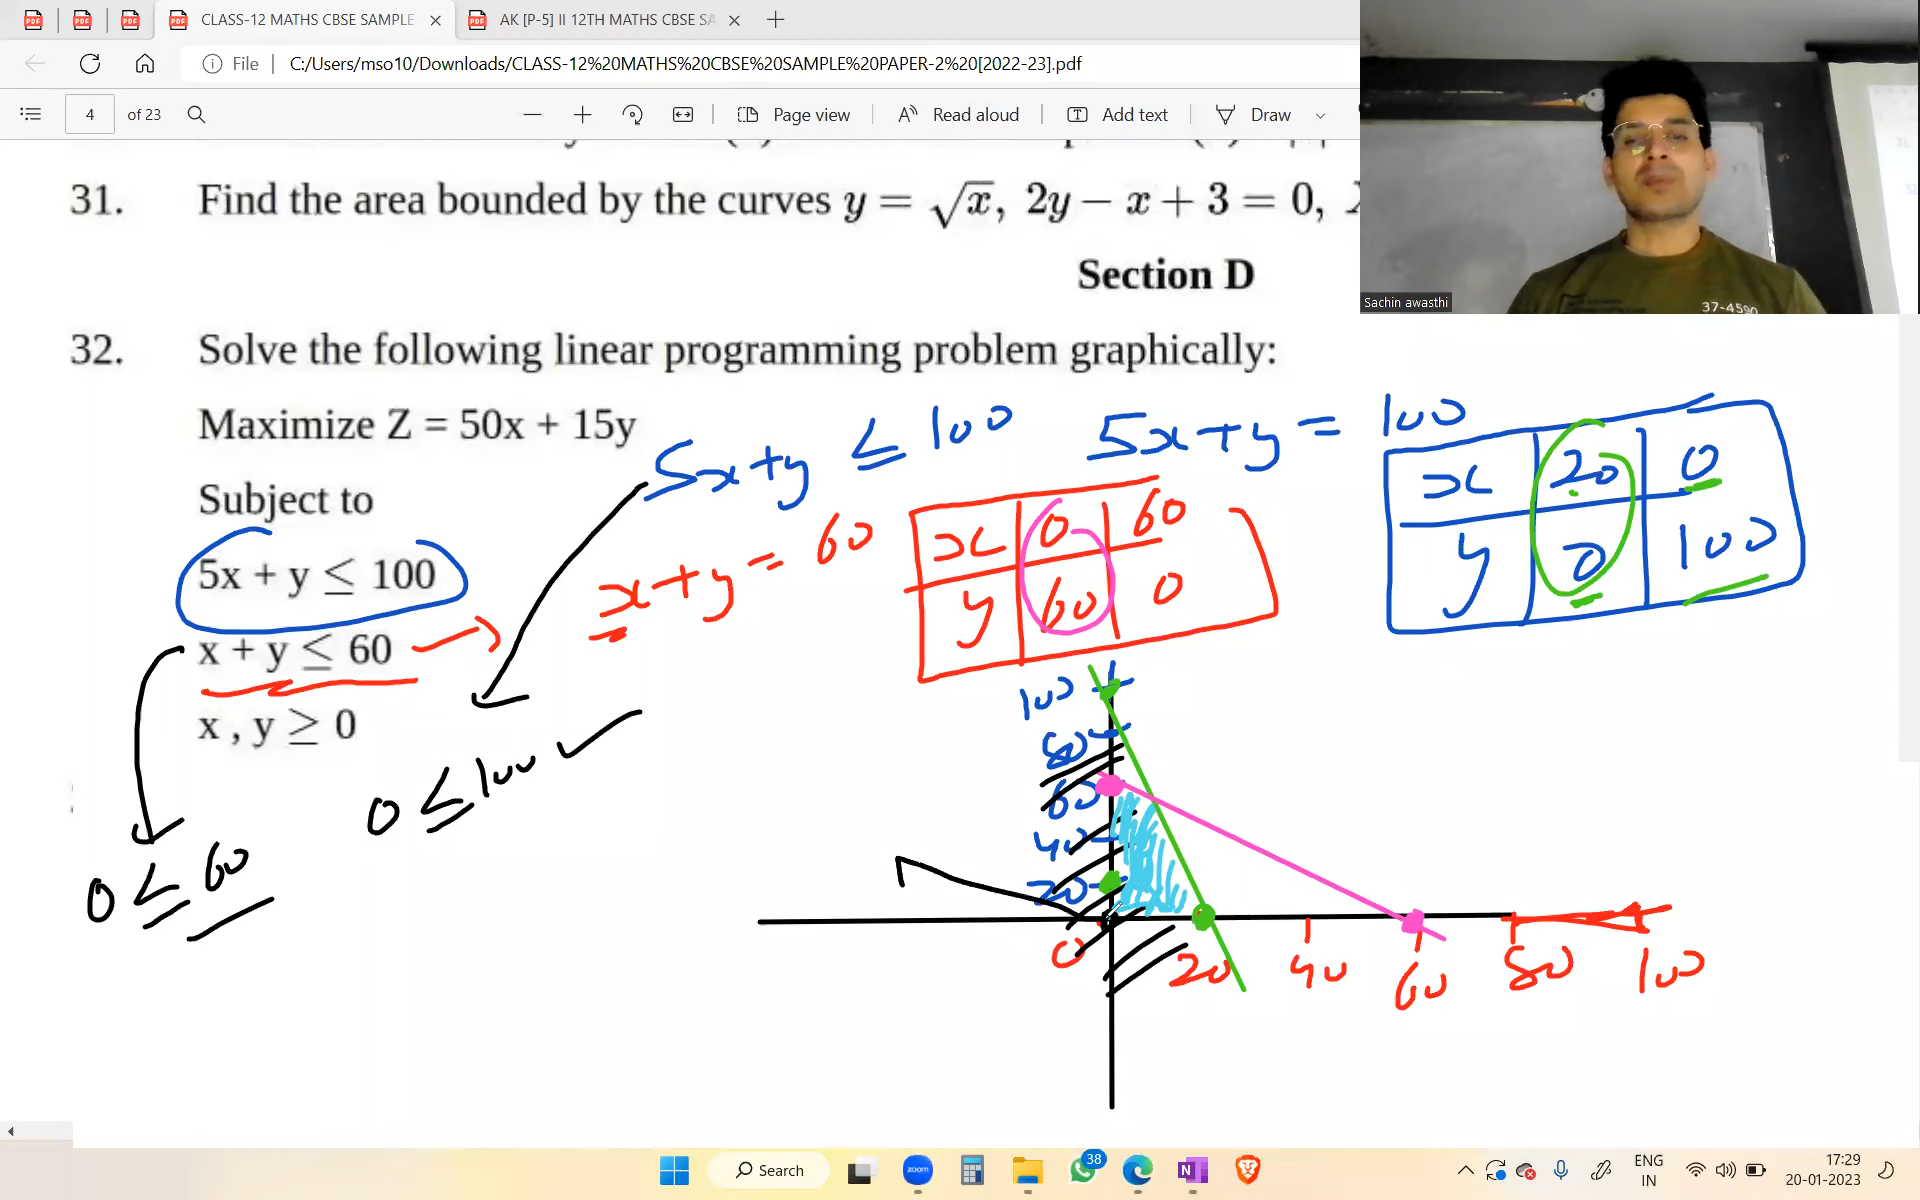 CLASS-12 MATHS CBSE SAMPLE
AK [P-5] II 12TH MATHS CBSE SA
File C:/Users/mso10/Downloads/CLASS-12%20MATHS%20CBSE%20SAMPLE%20PAPER-2%20[2022-23].pdf
4 of 23 Page view Read aloud Add text Draw
31. Find the area bounded by the curves y = √x, 2y − x + 3 = 0,
Section D
37-4590
Sachin awasthi
32. Solve the following linear programming problem graphically:
Maximize Z = 50x + 15y
5x+y ≤ 100
5x+y = 100
x 20 0
y 0 100
Subject to
5x + y ≤ 100
x+y = 60
x 0 60
y 60 0
x + y ≤ 60
x , y ≥ 0
0 ≤ 100
0 ≤ 60
100
80
60
40
20
0 20 40 60 80 100
Search
zoom
38
ENG
IN
17:29
20-01-2023